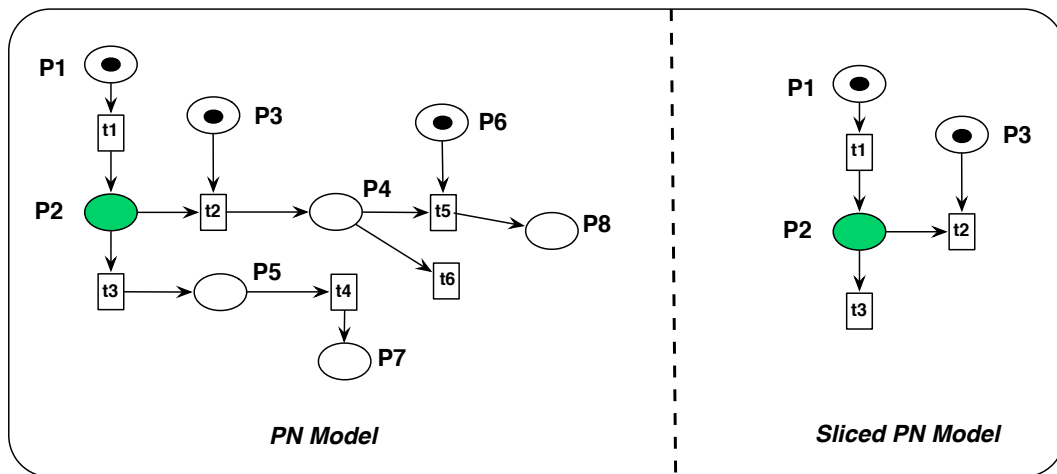 P1
t1
P3
P6
P2
t2
P4
t5
P8
t3
P5
t4
t6
P7
PN Model
P1
t1
P3
P2
t2
t3
Sliced PN Model